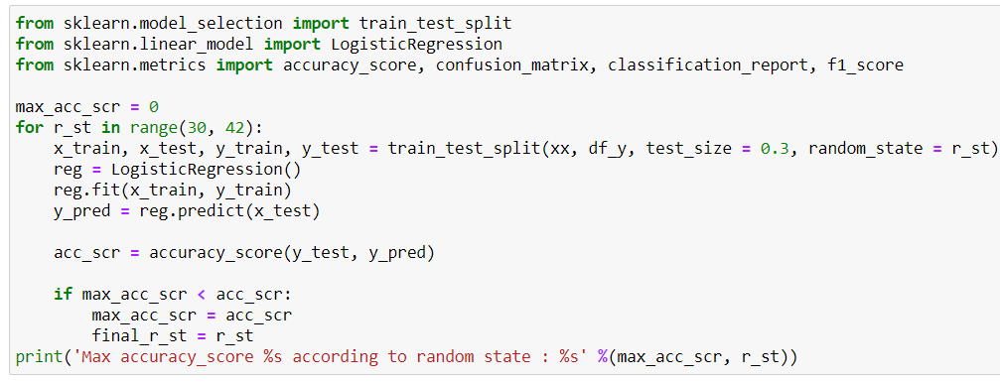 from sklearn.model_selection import train_test_split
from sklearn.linear_model import LogisticRegression
from sklearn.metrics import accuracy_score, confusion_matrix, classification_report, f1_score

max_acc_scr = 0
for r_st in range(30, 42):
    x_train, x_test, y_train, y_test = train_test_split(xx, df_y, test_size = 0.3, random_state = r_st)
    reg = LogisticRegression()
    reg.fit(x_train, y_train)
    y_pred = reg.predict(x_test)

    acc_scr = accuracy_score(y_test, y_pred)

    if max_acc_scr < acc_scr:
        max_acc_scr = acc_scr
        final_r_st = r_st
print('Max accuracy_score %s according to random state : %s' %(max_acc_scr, r_st))